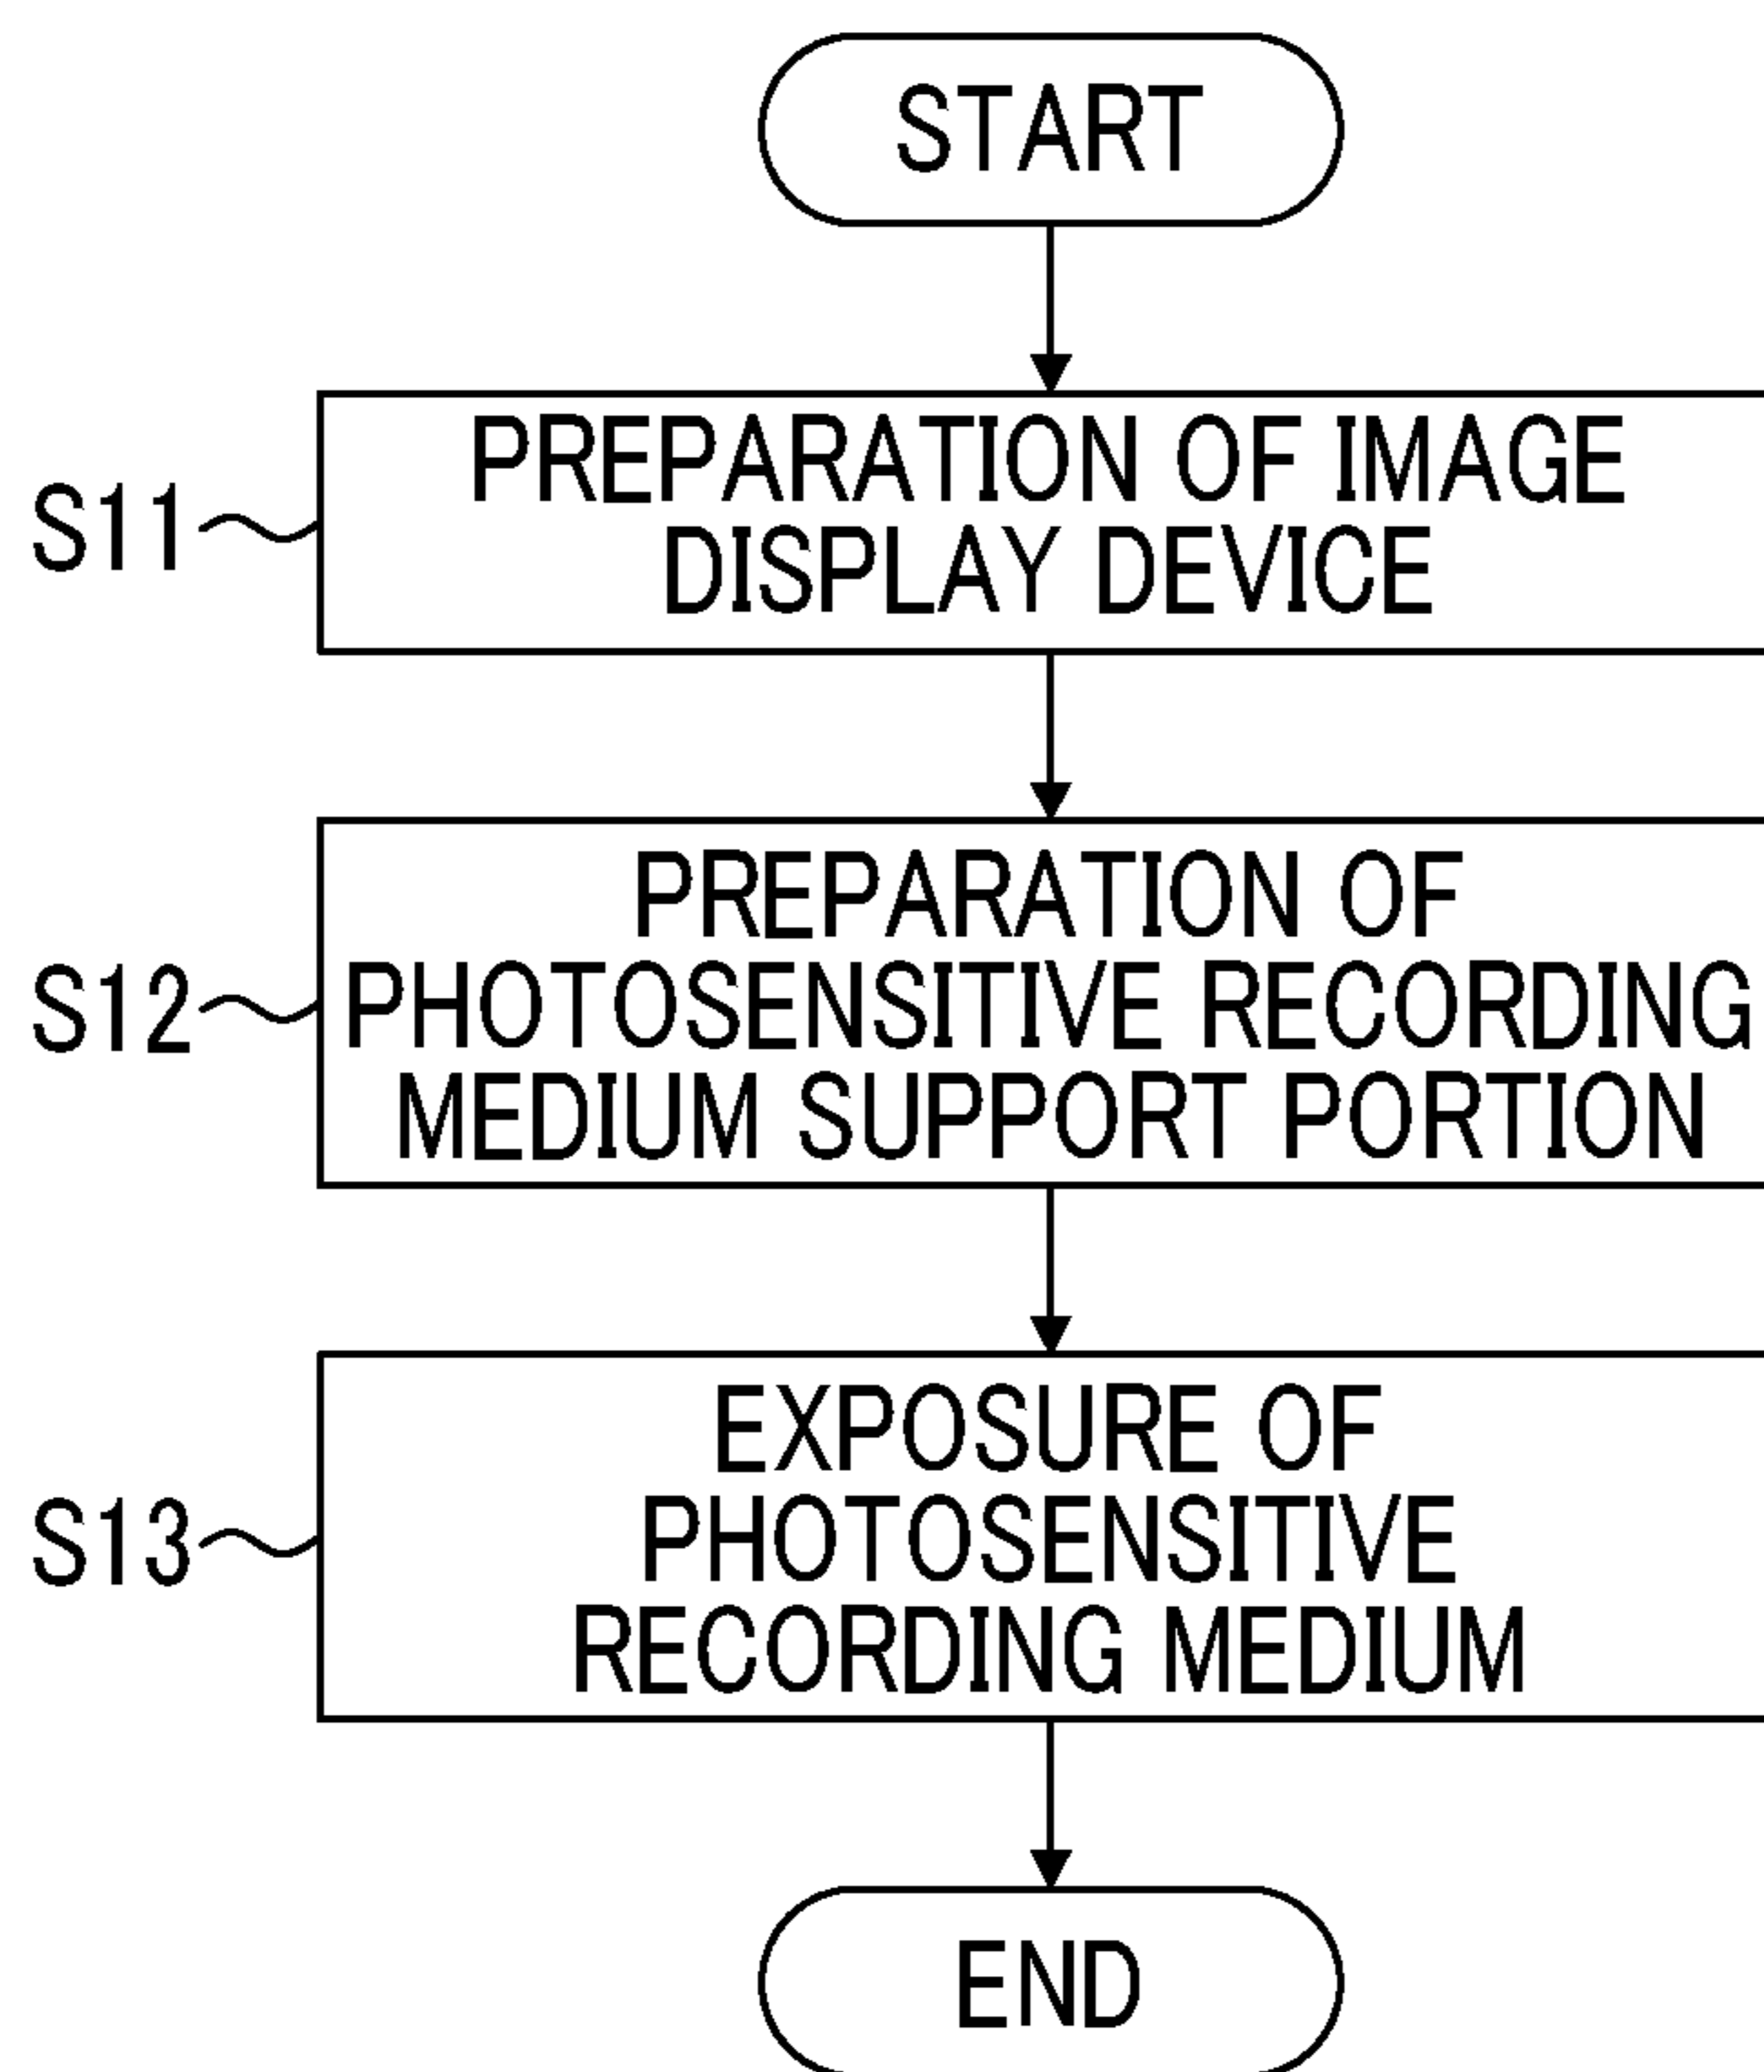 START
S11
PREPARATION OF IMAGE
DISPLAY DEVICE
S12
PREPARATION OF
PHOTOSENSITIVE RECORDING
MEDIUM SUPPORT PORTION
S13
EXPOSURE OF
PHOTOSENSITIVE
RECORDING MEDIUM
END